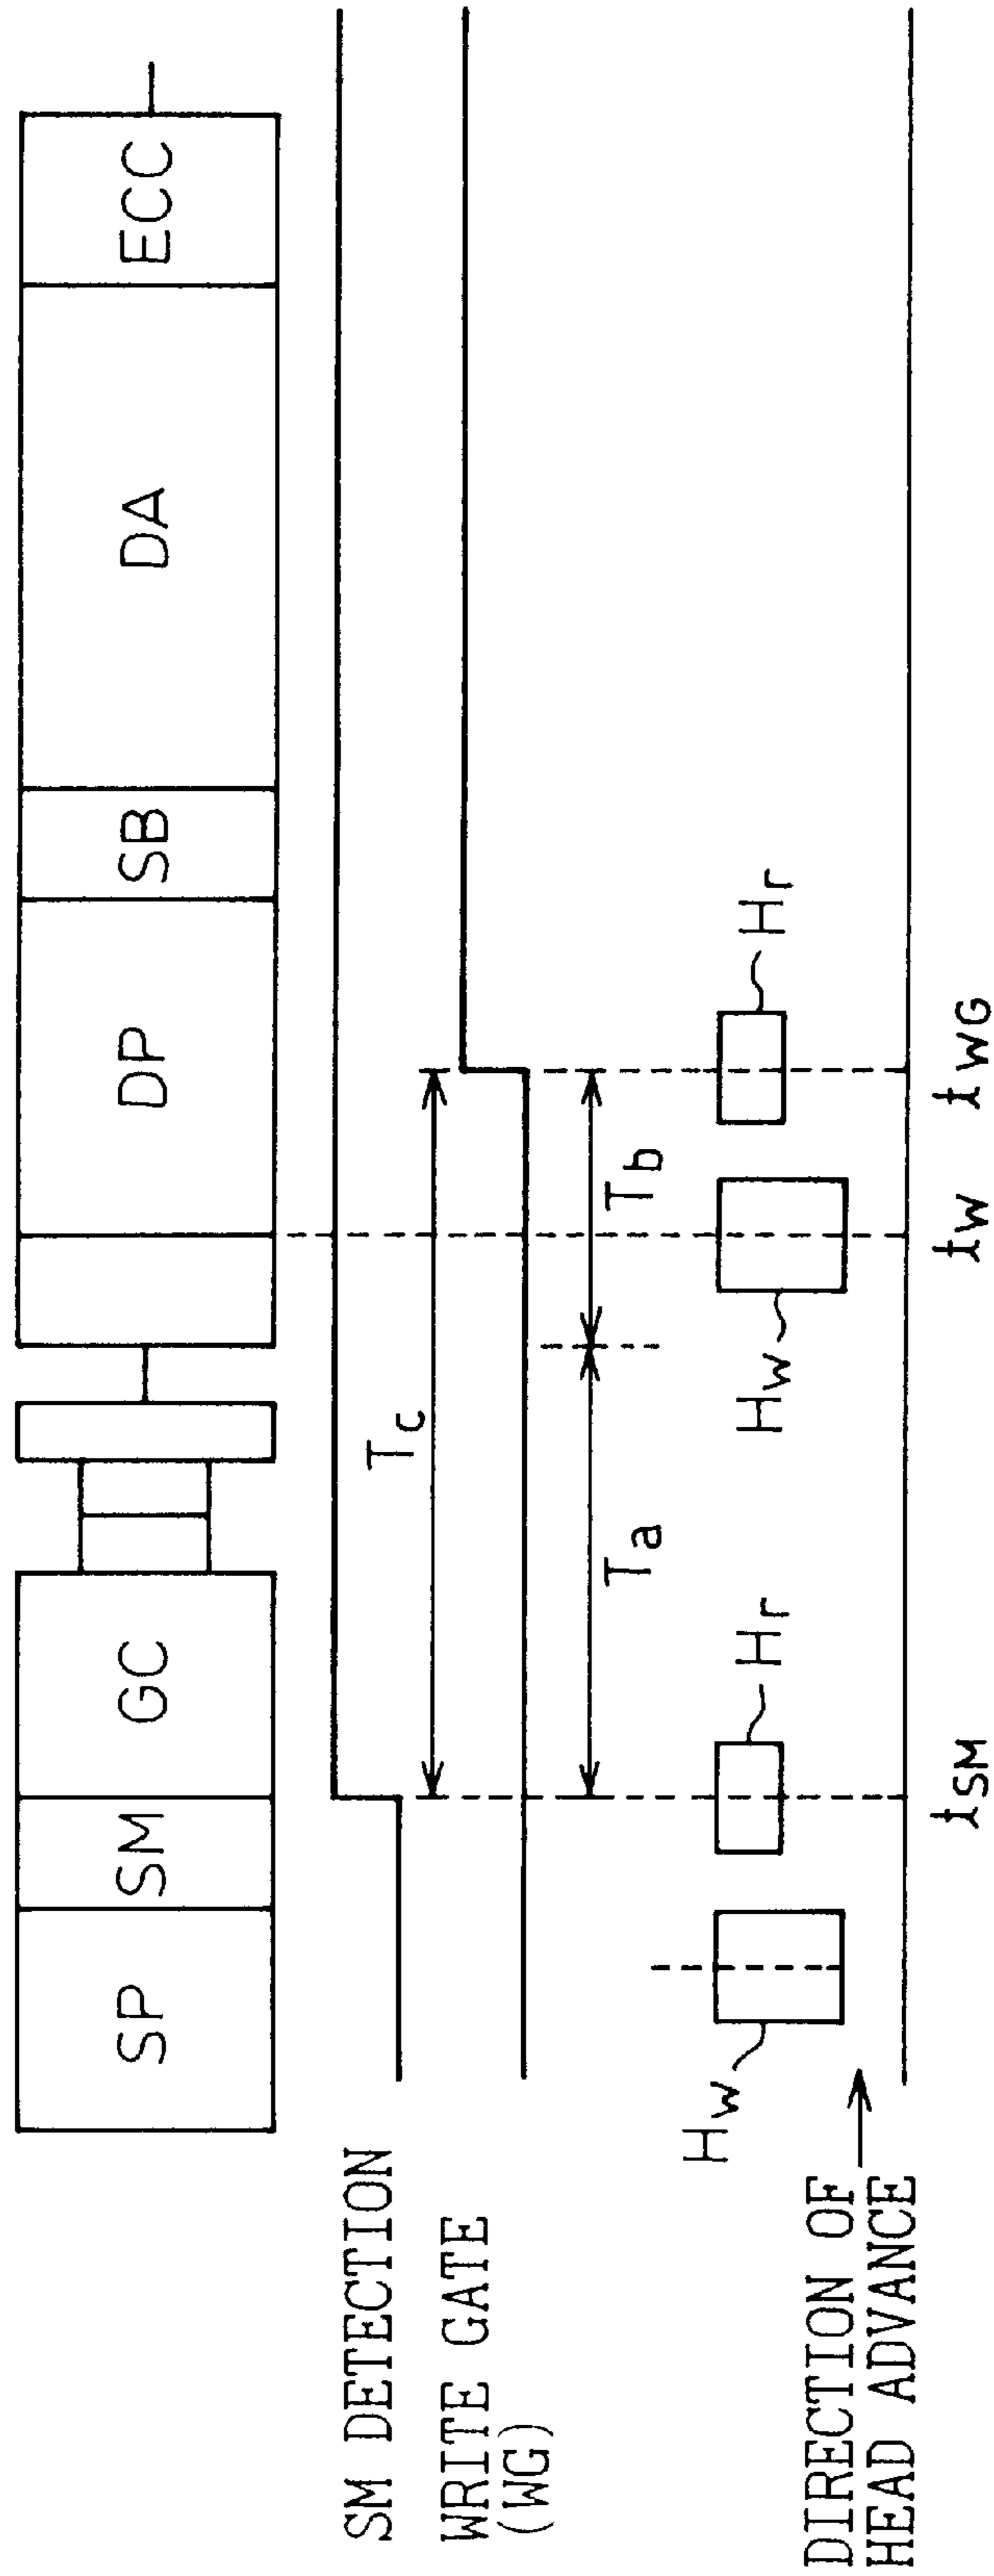 SP SM GC DP SB DA ECC
SM DETECTION
WRITE GATE
(WG)
Tc
Ta
Tb
Hw
Hr
Hw
Hr
DIRECTION OF
HEAD ADVANCE
tSM
tW
tWG